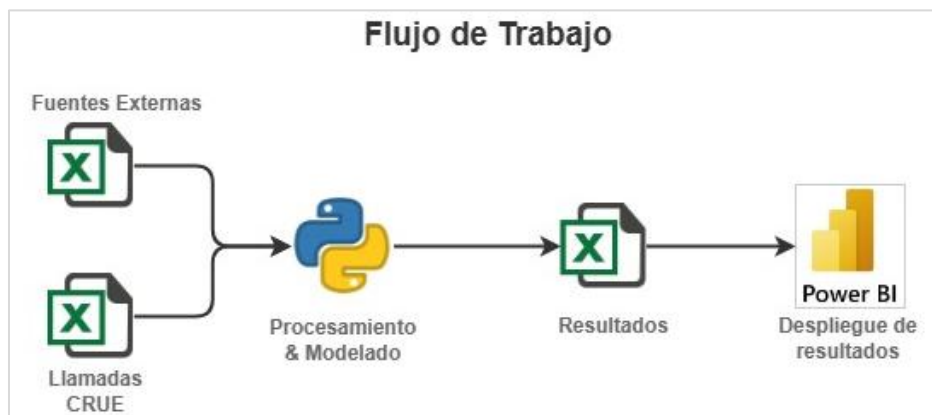 Flujo de Trabajo
Fuentes Externas
X
X
Llamadas
CRUE
Procesamiento
& Modelado
X
Resultados
Power BI
Despliegue de
resultados